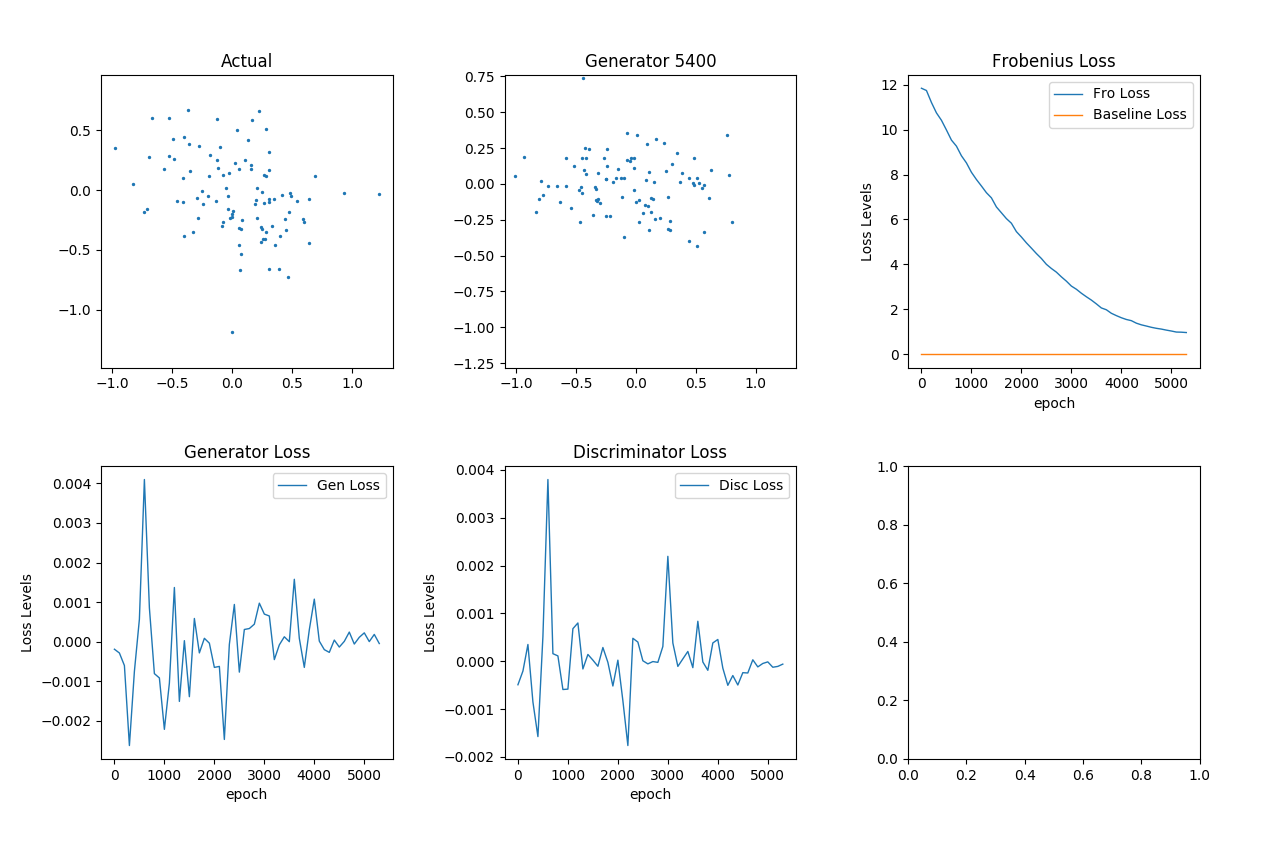 Actual
0.5
0.0
−0.5
−1.0
−1.0 −0.5 0.0 0.5 1.0
Generator 5400
0.75
0.50
0.25
0.00
−0.25
−0.50
−0.75
−1.00
−1.25
−1.0 −0.5 0.0 0.5 1.0
Frobenius Loss
Fro Loss
Baseline Loss
Loss Levels
12
10
8
6
4
2
0
0 1000 2000 3000 4000 5000
epoch
Generator Loss
Gen Loss
Loss Levels
0.004
0.003
0.002
0.001
0.000
−0.001
−0.002
0 1000 2000 3000 4000 5000
epoch
Discriminator Loss
Disc Loss
Loss Levels
0.004
0.003
0.002
0.001
0.000
−0.001
−0.002
0 1000 2000 3000 4000 5000
epoch
1.0
0.8
0.6
0.4
0.2
0.0
0.0 0.2 0.4 0.6 0.8 1.0